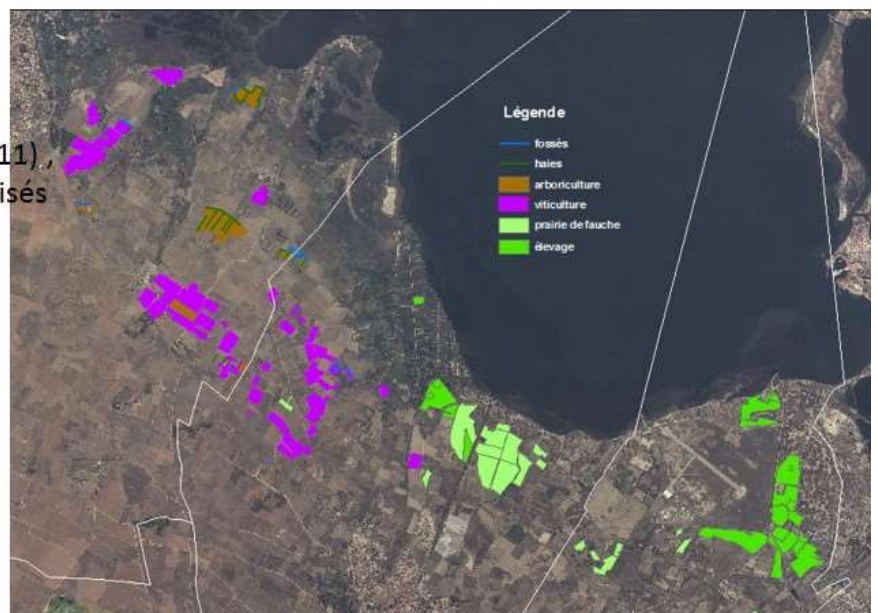 11) ,
isés
Légende
fossés
haies
arboriculture
viticulture
prairie de fauche
élevage